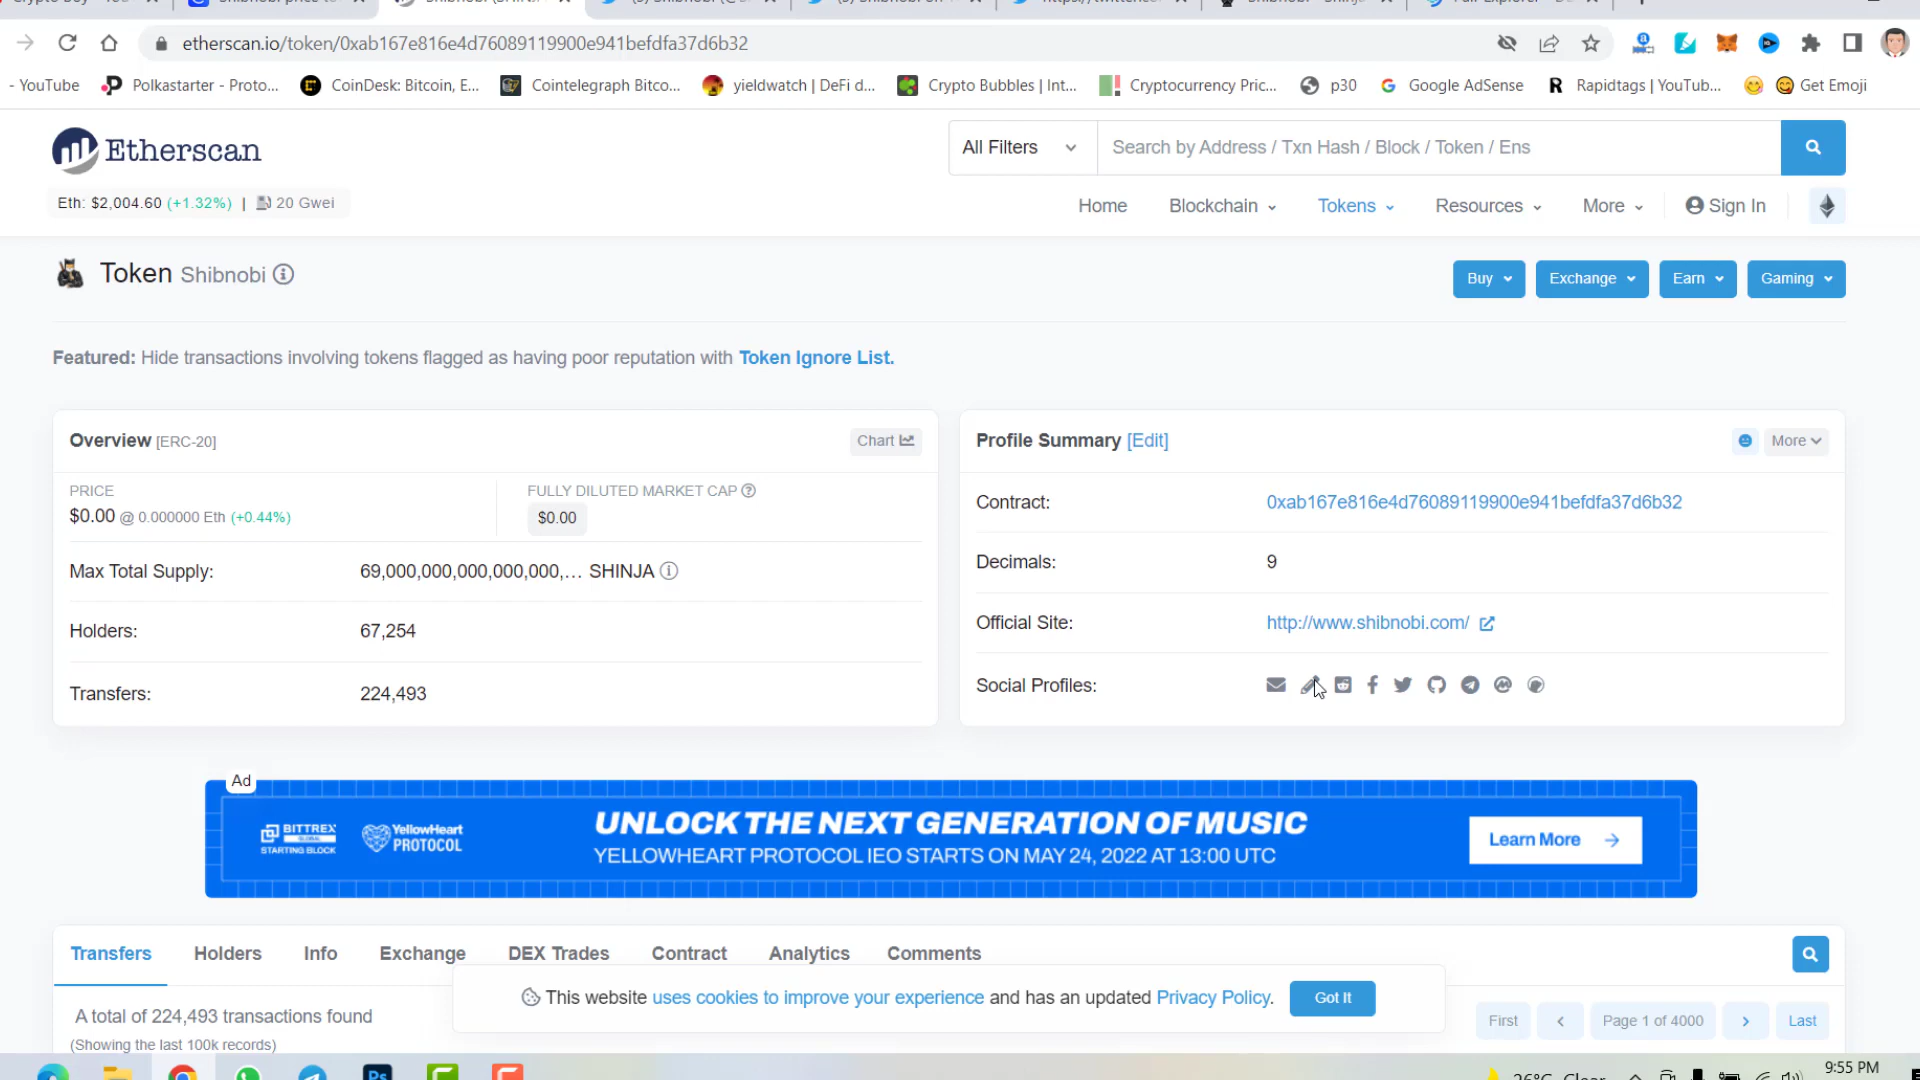 etherscan.io/token/0xab167e816e4d76089119900e941befdfa37d6b32
- YouTube
Polkastarter - Proto...
CoinDesk: Bitcoin, E...
Cointelegraph Bitco...
yieldwatch | DeFi d...
Crypto Bubbles | Int...
Cryptocurrency Pric...
p30
Google AdSense
Rapidtags | YouTub...
Get Emoji
Etherscan
All Filters
Search by Address / Txn Hash / Block / Token / Ens
Eth: $2,004.60 (+1.32%) | 20 Gwei
Home
Blockchain
Tokens
Resources
More
Sign In
Token Shibnobi
Buy
Exchange
Earn
Gaming
Featured: Hide transactions involving tokens flagged as having poor reputation with Token Ignore List.
Overview [ERC-20]
Chart
PRICE
$0.00 @ 0.000000 Eth (+0.44%)
FULLY DILUTED MARKET CAP
$0.00
Max Total Supply:
69,000,000,000,000,000,... SHINJA
Holders:
67,254
Transfers:
224,493
Profile Summary [Edit]
More
Contract:
0xab167e816e4d76089119900e941befdfa37d6b32
Decimals:
9
Official Site:
http://www.shibnobi.com/
Social Profiles:
Ad
BITTREX
GLOBAL
STARTING BLOCK
YellowHeart
PROTOCOL
UNLOCK THE NEXT GENERATION OF MUSIC
YELLOWHEART PROTOCOL IEO STARTS ON MAY 24, 2022 AT 13:00 UTC
Learn More
Transfers
Holders
Info
Exchange
DEX Trades
Contract
Analytics
Comments
This website uses cookies to improve your experience and has an updated Privacy Policy.
Got It
A total of 224,493 transactions found
(Showing the last 100k records)
First
Page 1 of 4000
Last
Ps
26°C Clear
9:55 PM